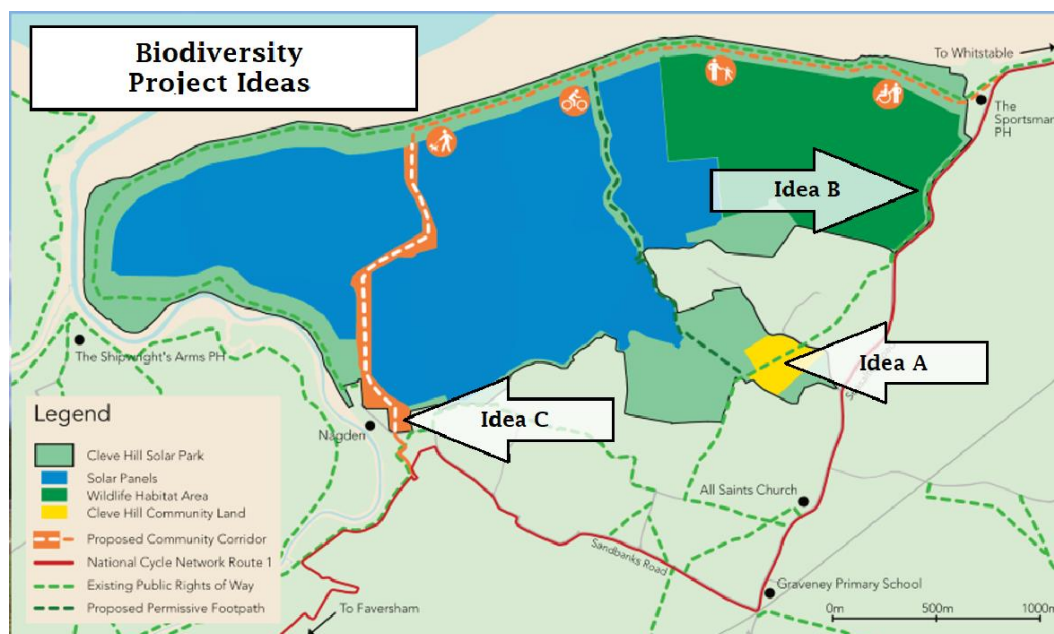 Biodiversity
Project Ideas
To Whitstable
The
Sportsman
PH
Idea B
The Shipwright's Arms PH
Idea A
Idea C
Nagden
Legend
Cleve Hill Solar Park
Solar Panels
Wildlife Habitat Area
Cleve Hill Community Land
Proposed Community Corridor
National Cycle Network Route 1
Existing Public Rights of Way
Proposed Permissive Footpath
All Saints Church
Sandbanks Road
Graveney Primary School
To Faversham
0m 500m 1000m